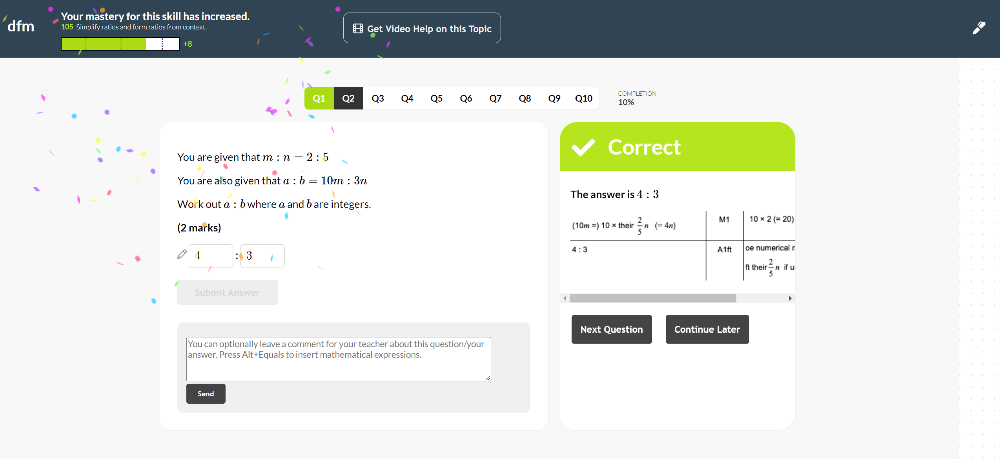 dfm
Your mastery for this skill has increased.
105 Simplify ratios and form ratios from context.
+8
Get Video Help on this Topic
Q1 Q2 Q3 Q4 Q5 Q6 Q7 Q8 Q9 Q10
COMPLETION
10%
You are given that m : n = 2 : 5
You are also given that a : b = 10m : 3n
Work out a : b where a and b are integers.
(2 marks)
4 : 3
Submit Answer
You can optionally leave a comment for your teacher about this question/your
answer. Press Alt+Equals to insert mathematical expressions.
Send
Correct
The answer is 4 : 3
(10m =) 10 × their 2/5 n (= 4n) M1 10 × 2 (= 20)
4 : 3 A1ft oe numerical r
ft their 2/5 n if u
Next Question Continue Later